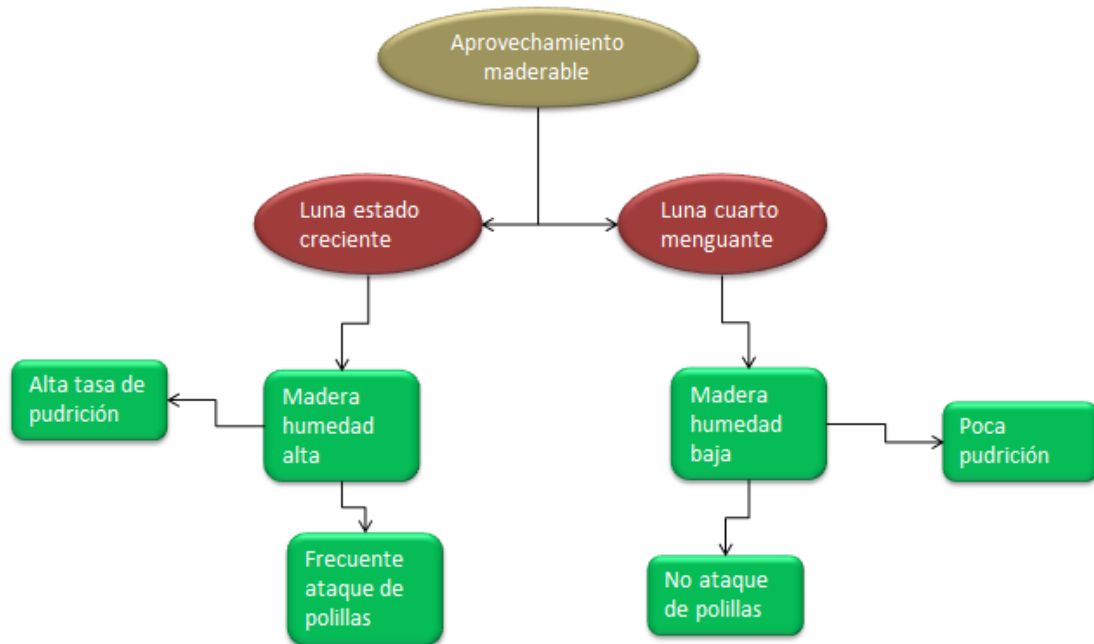 Aprovechamiento
maderable
Luna estado
creciente
Luna cuarto
menguante
Alta tasa de
pudrición
Madera
humedad
alta
Madera
humedad
baja
Poca
pudrición
Frecuente
ataque de
polillas
No ataque
de polillas